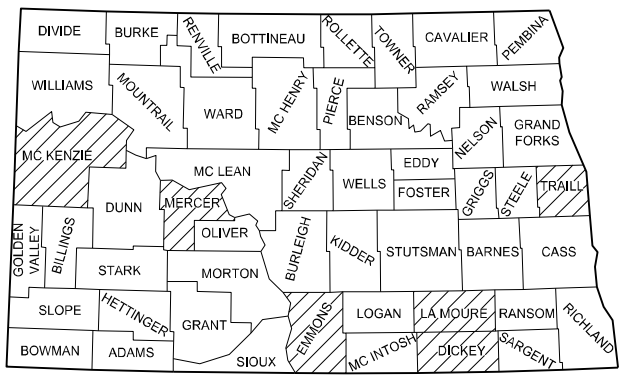 DIVIDE
BURKE
RENVILLE
BOTTINEAU
ROLLETTE
TOWNER
CAVALIER
PEMBINA
WILLIAMS
MOUNTRAIL
WARD
MC HENRY
PIERCE
BENSON
RAMSEY
WALSH
NELSON
GRAND
FORKS
MC KENZIE
DUNN
MC LEAN
MERCER
OLIVER
SHERIDAN
WELLS
EDDY
FOSTER
GRIGGS
STEELE
TRAILL
GOLDEN
VALLEY
BILLINGS
STARK
MORTON
BURLEIGH
KIDDER
STUTSMAN
BARNES
CASS
SLOPE
HETTINGER
GRANT
EMMONS
LOGAN
LA MOURE
RANSOM
RICHLAND
BOWMAN
ADAMS
SIOUX
MC INTOSH
DICKEY
SARGENT